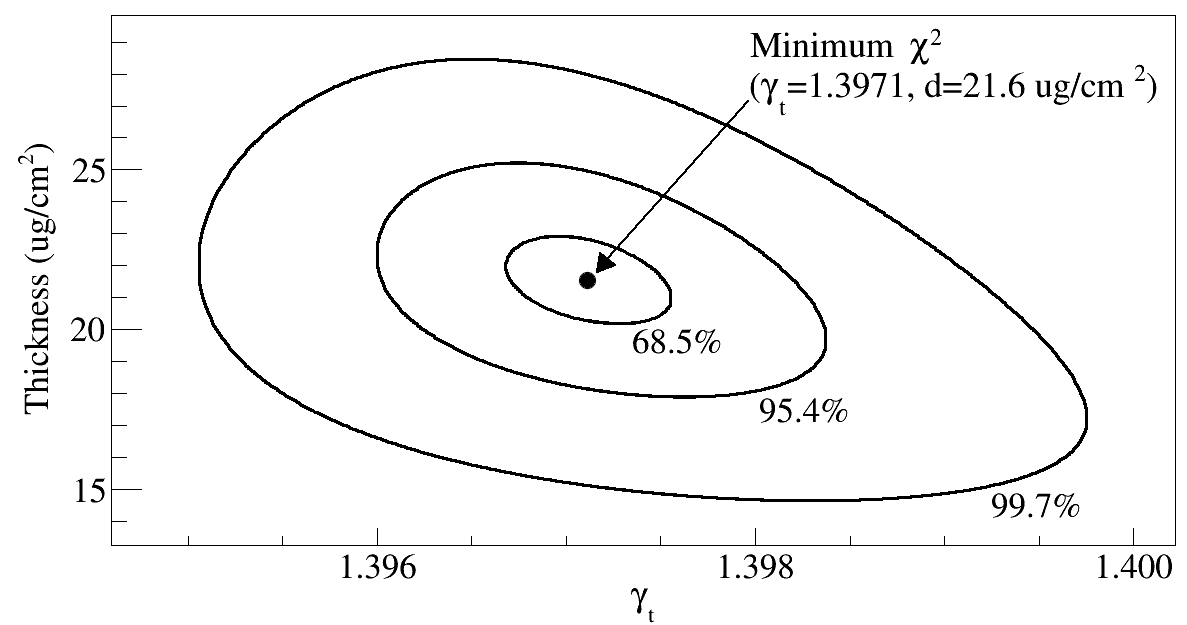 Minimum χ²
(γₜ=1.3971, d=21.6 ug/cm ²)
Thickness (ug/cm²)
25
20
15
68.5%
95.4%
99.7%
1.396
1.398
1.400
γₜ